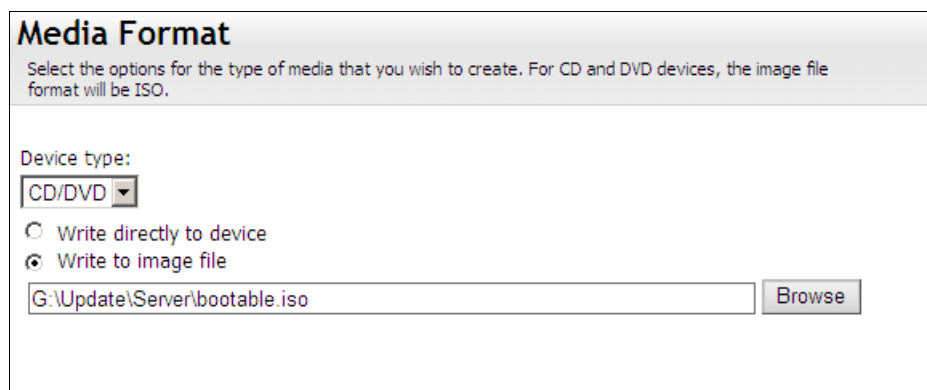 Media Format
Select the options for the type of media that you wish to create. For CD and DVD devices, the image file
format will be ISO.
Device type:
CD/DVD
Write directly to device
Write to image file
G:\Update\Server\bootable.iso
Browse